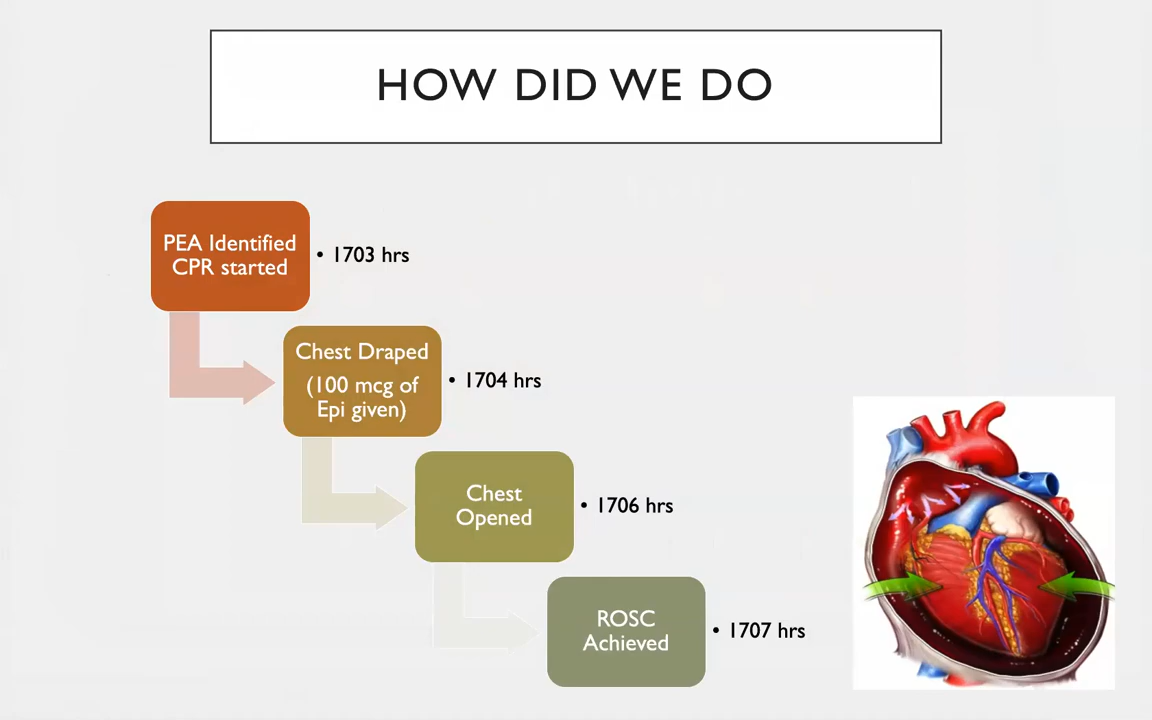 HOW DID WE DO
PEA Identified
CPR started
• 1703 hrs
Chest Draped
(100 mcg of
Epi given)
• 1704 hrs
Chest
Opened
• 1706 hrs
ROSC
Achieved
• 1707 hrs